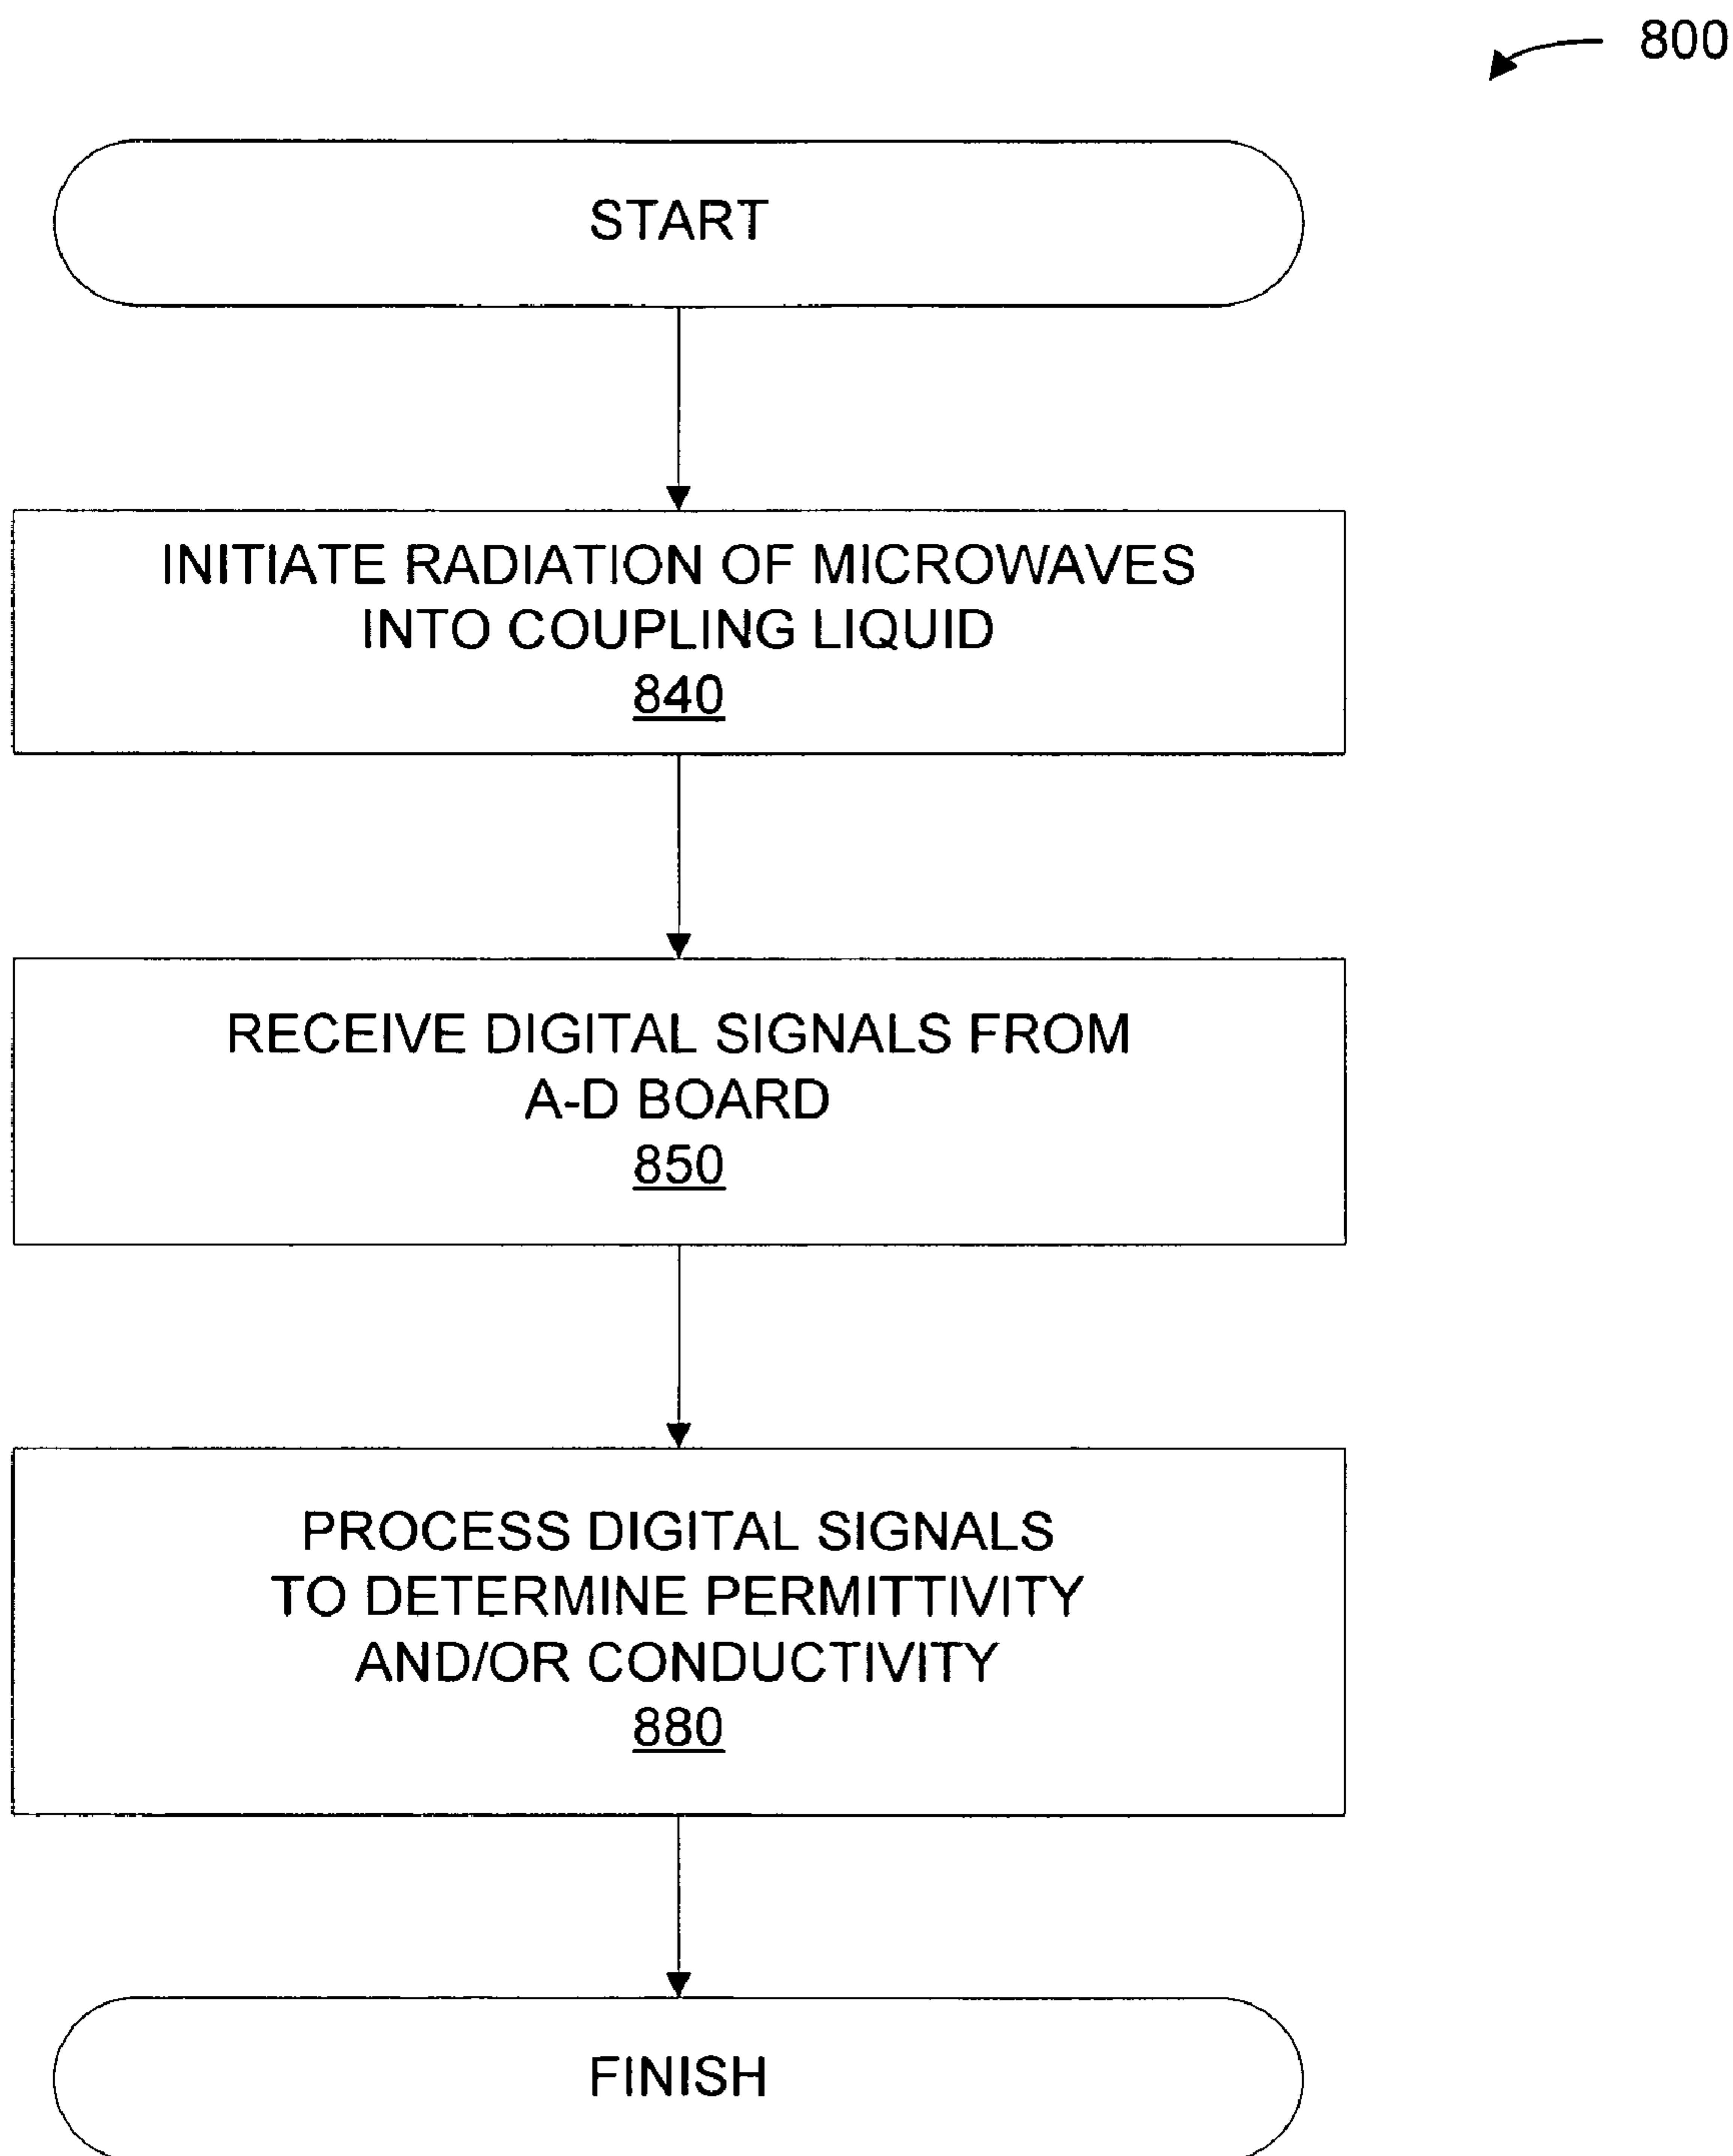 800
START
INITIATE RADIATION OF MICROWAVES
INTO COUPLING LIQUID
840
RECEIVE DIGITAL SIGNALS FROM
A-D BOARD
850
PROCESS DIGITAL SIGNALS
TO DETERMINE PERMITTIVITY
AND/OR CONDUCTIVITY
880
FINISH